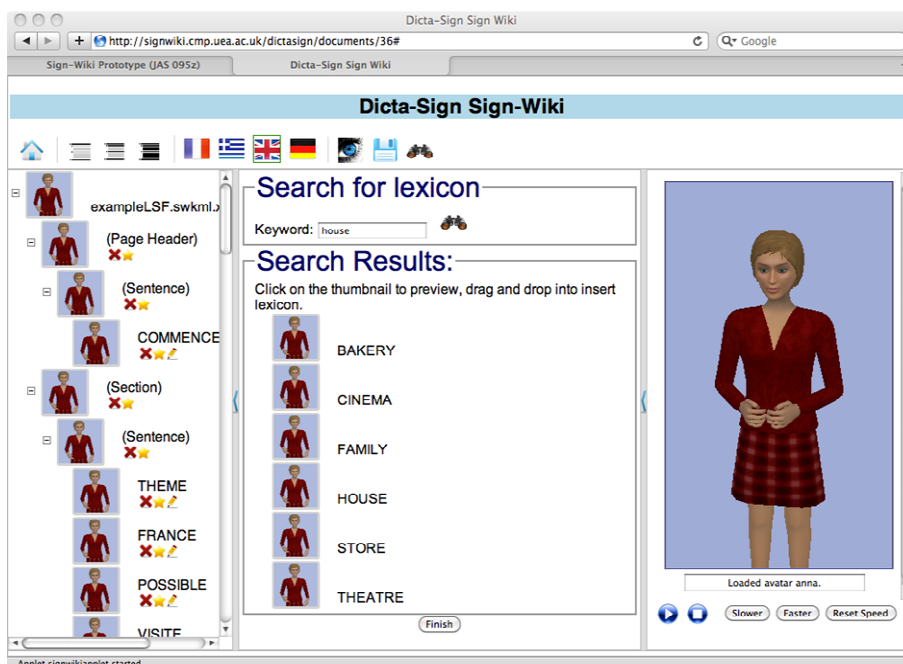 Dicta-Sign Sign Wiki
http://signwiki.cmp.uea.ac.uk/dictasign/documents/36#
Google
Sign-Wiki Prototype (JAS 095z)
Dicta-Sign Sign Wiki
Dicta-Sign Sign-Wiki
exampleLSF.swkml.x
(Page Header)
(Sentence)
COMMENCE
(Section)
(Sentence)
THEME
FRANCE
POSSIBLE
VISITE
Search for lexicon
Keyword: house
Search Results:
Click on the thumbnail to preview, drag and drop into insert
lexicon.
BAKERY
CINEMA
FAMILY
HOUSE
STORE
THEATRE
Finish
Loaded avatar anna.
Slower Faster Reset Speed
Applet signwikiapplet started